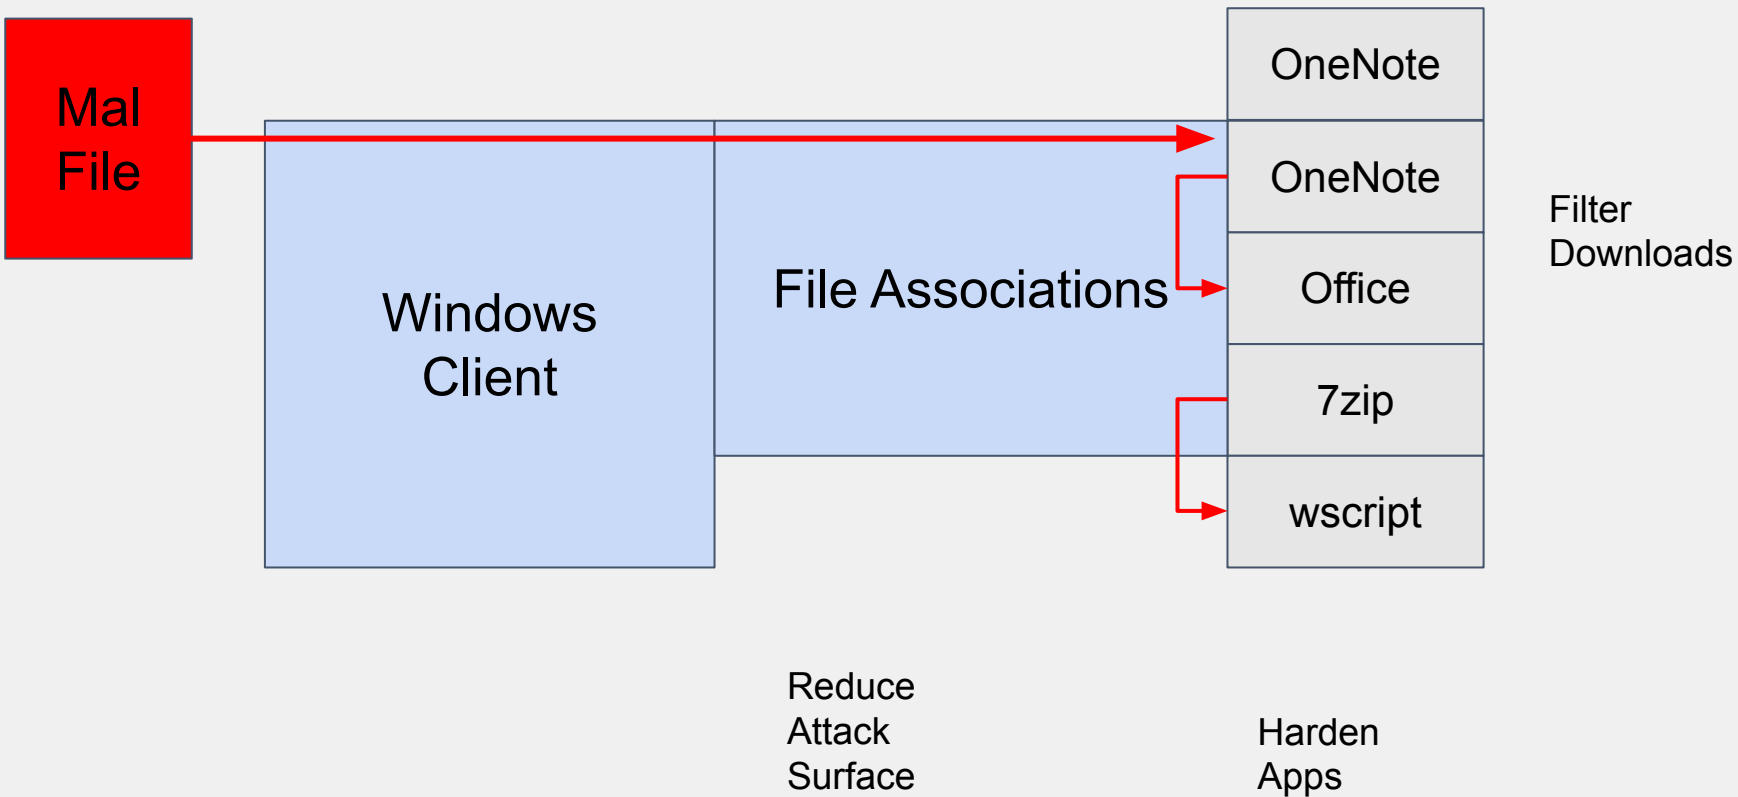 Mal
File
Windows
Client
File Associations
OneNote
OneNote
Office
7zip
wscript
Filter
Downloads
Reduce
Attack
Surface
Harden
Apps